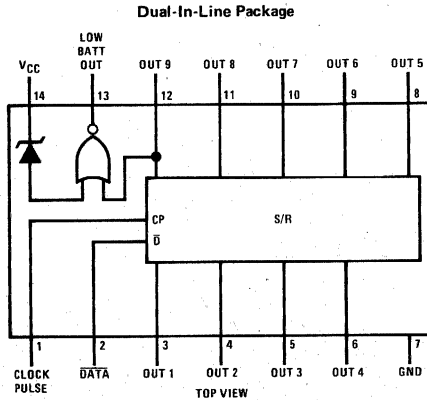 Dual-In-Line Package
LOW
BATT
OUT
VCC
OUT 9
OUT 8
OUT 7
OUT 6
OUT 5
14
13
12
11
10
9
8
CP
S/R
D̅
1
2
3
4
5
6
7
CLOCK
PULSE
D̅A̅T̅A̅
OUT 1
OUT 2
OUT 3
OUT 4
GND
TOP VIEW